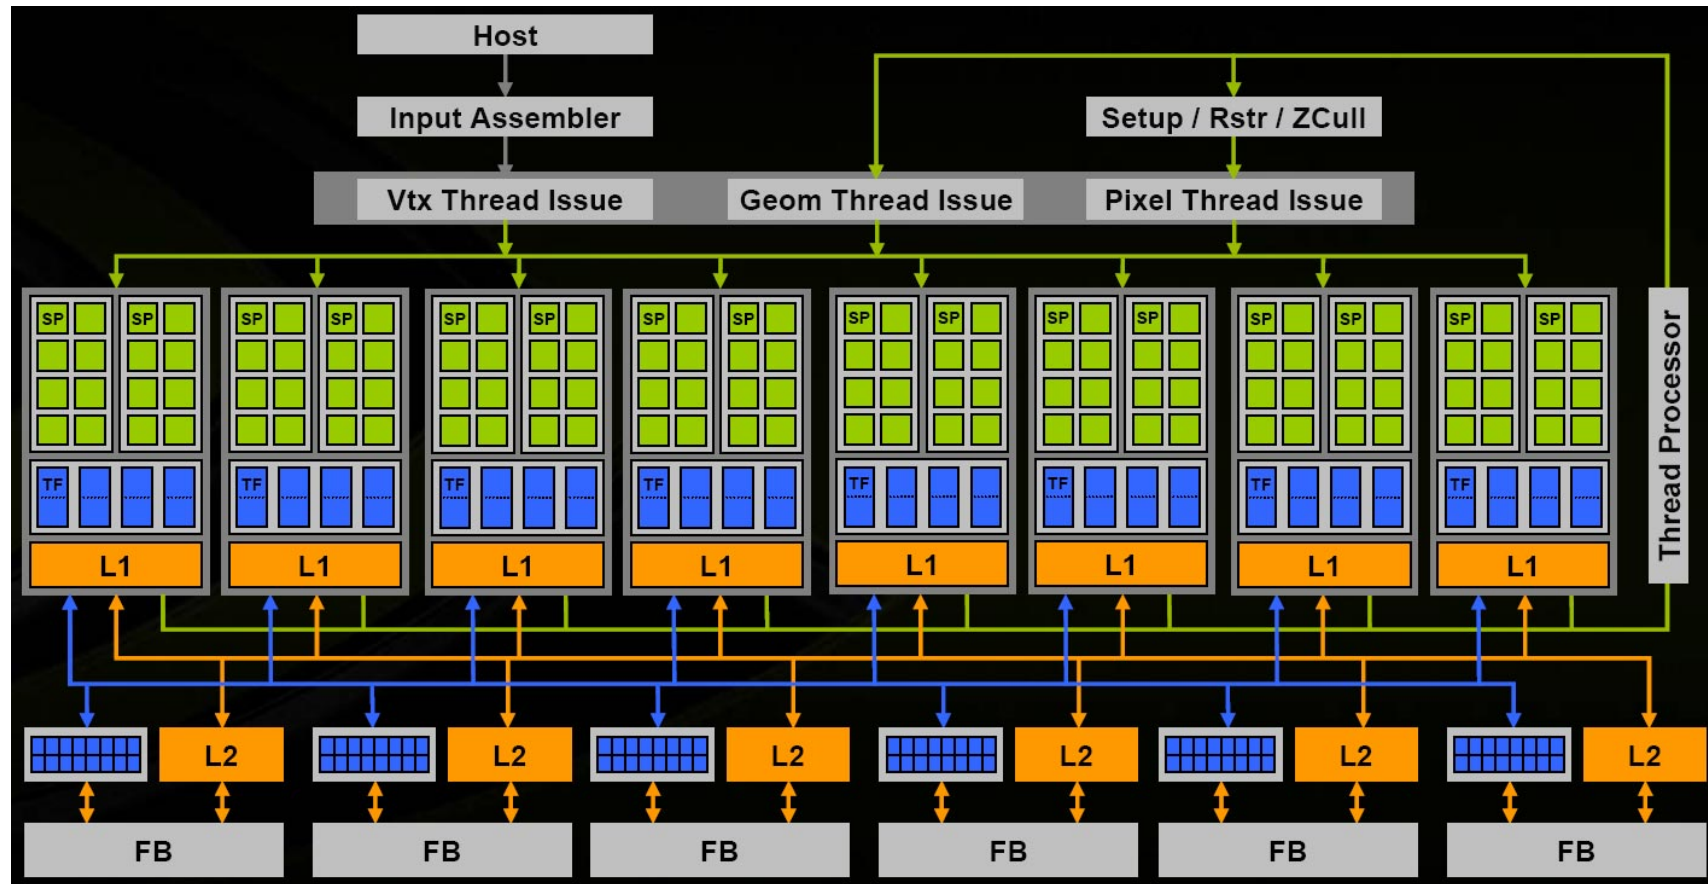 Host
Input Assembler
Setup / Rstr / ZCull
Vtx Thread Issue
Geom Thread Issue
Pixel Thread Issue
SP SP SP SP SP SP SP SP SP SP SP SP SP SP SP SP
Thread Processor
TF TF TF TF TF TF TF TF
L1 L1 L1 L1 L1 L1 L1 L1
L2 L2 L2 L2 L2 L2
FB FB FB FB FB FB